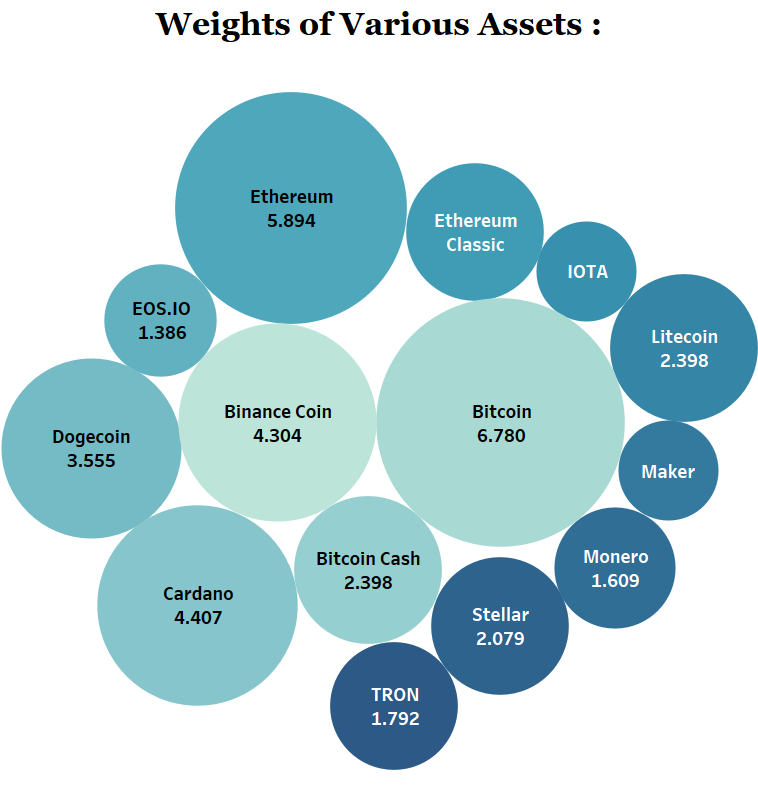 Weights of Various Assets :
Ethereum
5.894
Ethereum
Classic
IOTA
EOS.IO
1.386
Litecoin
2.398
Binance Coin
4.304
Bitcoin
6.780
Dogecoin
3.555
Maker
Bitcoin Cash
2.398
Monero
1.609
Cardano
4.407
Stellar
2.079
TRON
1.792